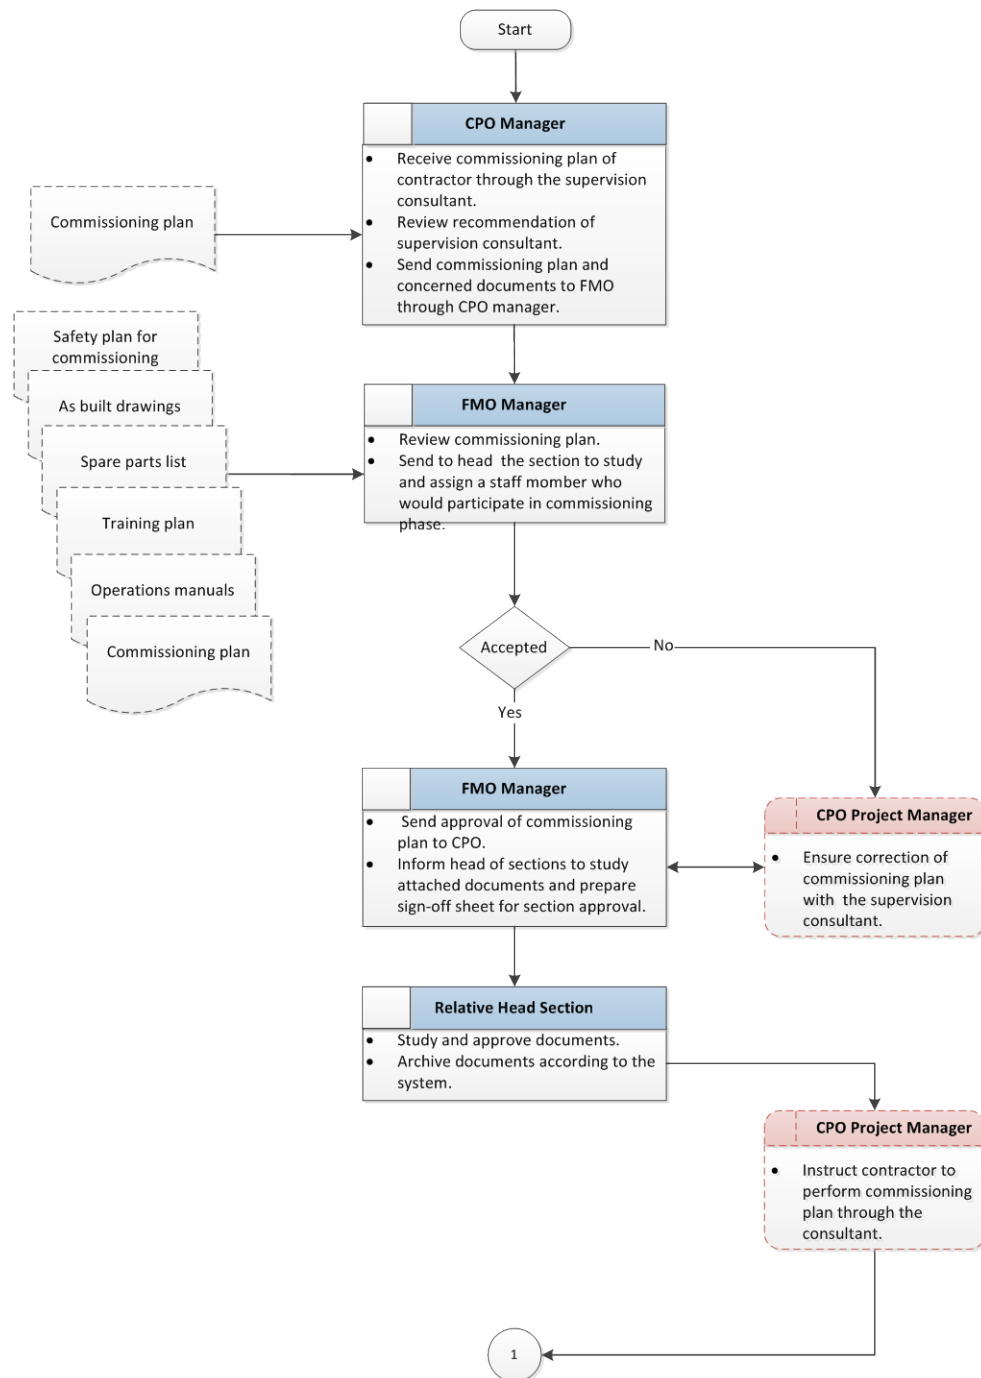 Start
CPO Manager
• Receive commissioning plan of
contractor through the supervision
consultant.
• Review recommendation of
supervision consultant.
• Send commissioning plan and
concerned documents to FMO
through CPO manager.
Commissioning plan
Safety plan for
commissioning
As built drawings
Spare parts list
Training plan
Operations manuals
Commissioning plan
FMO Manager
• Review commissioning plan.
• Send to head the section to study
and assign a staff momber who
would participate in commissioning
phase.
Accepted
No
Yes
FMO Manager
• Send approval of commissioning
plan to CPO.
• Inform head of sections to study
attached documents and prepare
sign-off sheet for section approval.
CPO Project Manager
• Ensure correction of
commissioning plan
with the supervision
consultant.
Relative Head Section
• Study and approve documents.
• Archive documents according to the
system.
CPO Project Manager
• Instruct contractor to
perform commissioning
plan through the
consultant.
1